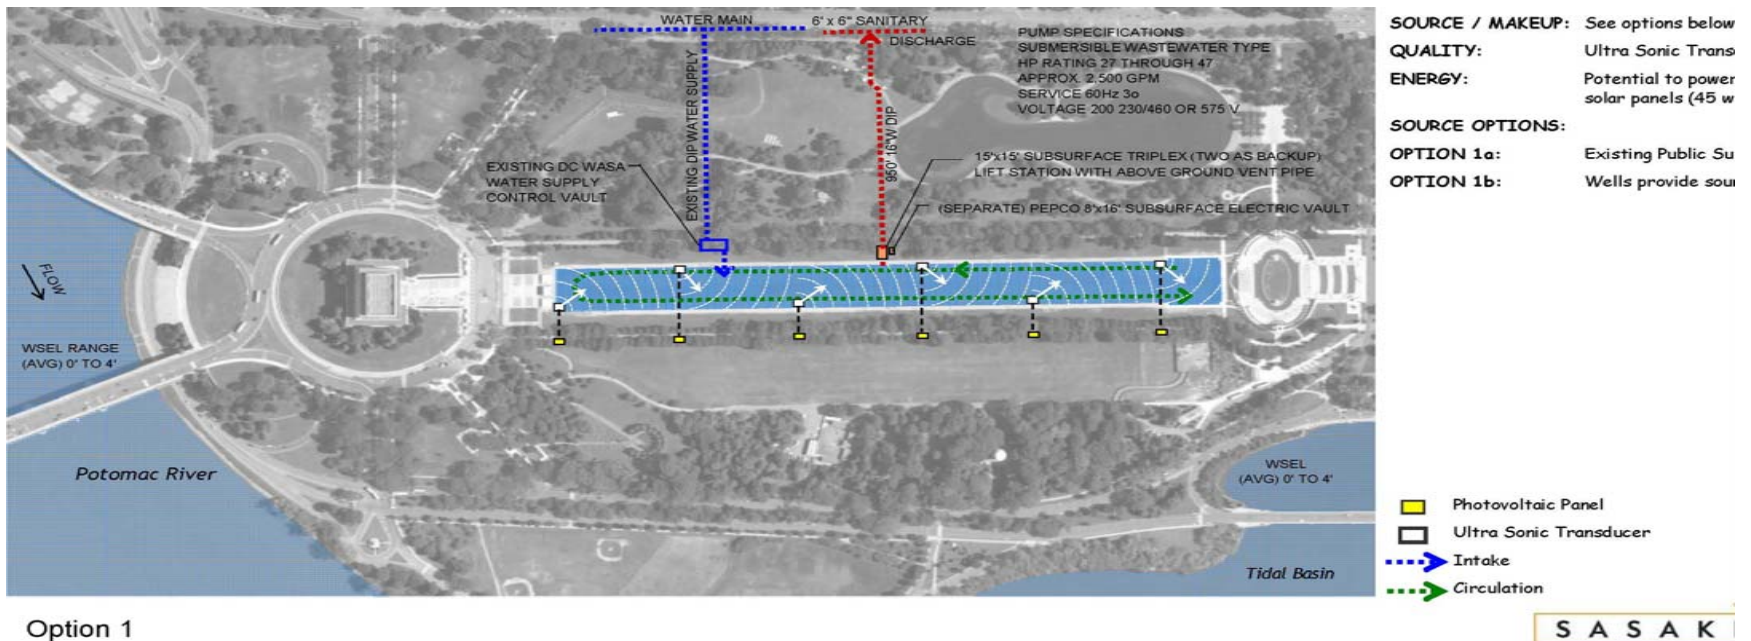 WATER MAIN
6' x 6" SANITARY
DISCHARGE
PUMP SPECIFICATIONS
SUBMERSIBLE WASTEWATER TYPE
HP RATING 27 THROUGH 47
APPROX. 2,500 GPM
SERVICE 60Hz 3o
VOLTAGE 200 230/460 OR 575 V
EXISTING DIP WATER SUPPLY
950' 16"W DIP
EXISTING DC WASA
WATER SUPPLY
CONTROL VAULT
15'x15' SUBSURFACE TRIPLEX (TWO AS BACKUP)
LIFT STATION WITH ABOVE GROUND VENT PIPE
(SEPARATE) PEPCO 8'x16' SUBSURFACE ELECTRIC VAULT
FLOW
WSEL RANGE
(AVG) 0' TO 4'
Potomac River
WSEL
(AVG) 0' TO 4'
Tidal Basin
SOURCE / MAKEUP: See options below
QUALITY: Ultra Sonic Trans
ENERGY: Potential to power
solar panels (45 w
SOURCE OPTIONS:
OPTION 1a: Existing Public Su
OPTION 1b: Wells provide sour
Photovoltaic Panel
Ultra Sonic Transducer
Intake
Circulation
Option 1
SASAK